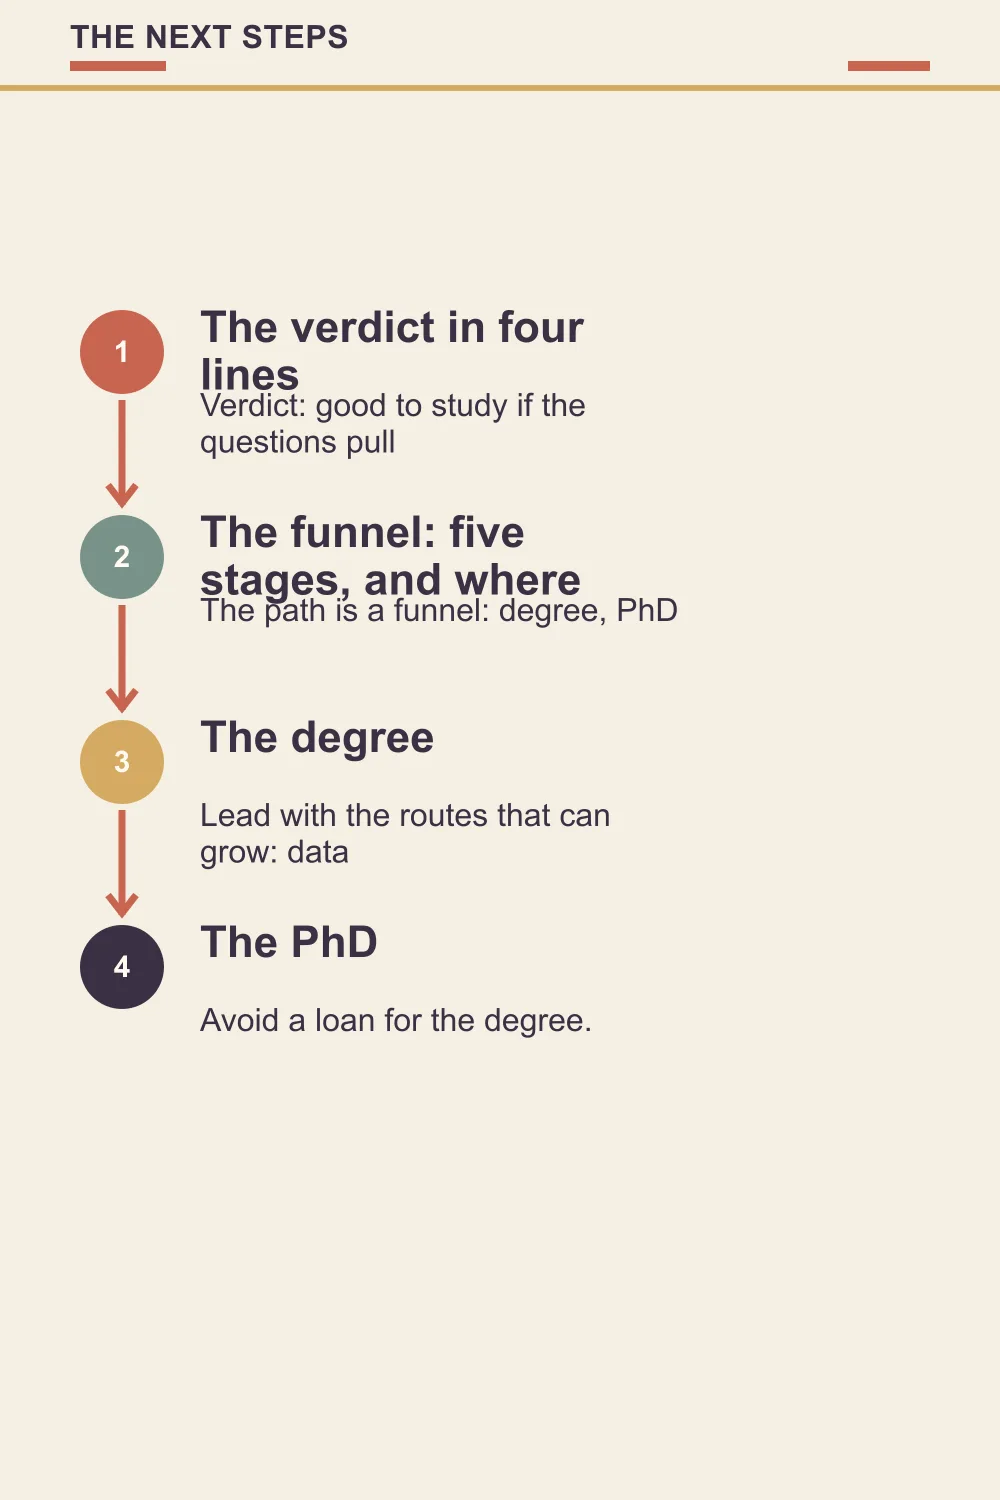 THE NEXT STEPS
1
The verdict in four
lines
Verdict: good to study if the
questions pull
2
The funnel: five
stages, and where
The path is a funnel: degree, PhD
3
The degree
Lead with the routes that can
grow: data
4
The PhD
Avoid a loan for the degree.